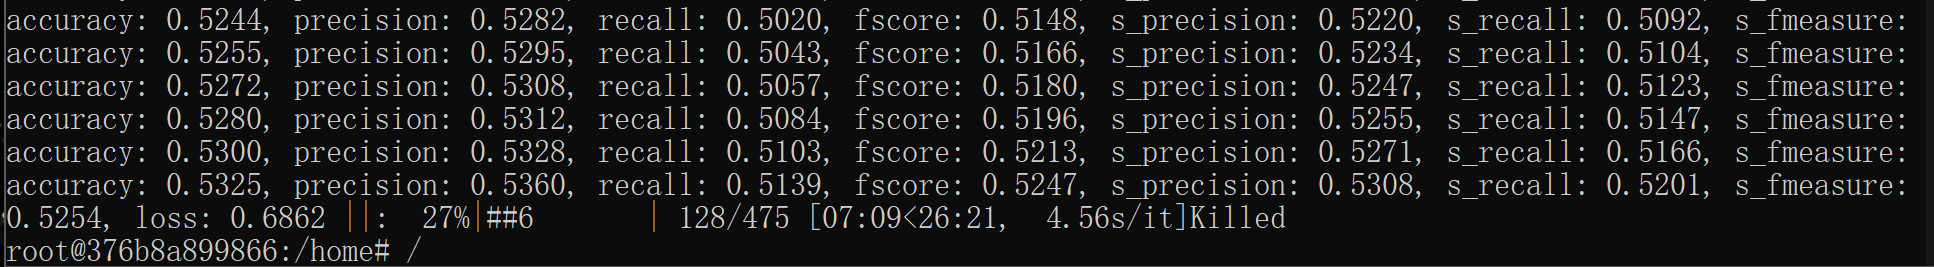 accuracy: 0.5244, precision: 0.5282, recall: 0.5020, fscore: 0.5148, s_precision: 0.5220, s_recall: 0.5092, s_fmeasure:
accuracy: 0.5255, precision: 0.5295, recall: 0.5043, fscore: 0.5166, s_precision: 0.5234, s_recall: 0.5104, s_fmeasure:
accuracy: 0.5272, precision: 0.5308, recall: 0.5057, fscore: 0.5180, s_precision: 0.5247, s_recall: 0.5123, s_fmeasure:
accuracy: 0.5280, precision: 0.5312, recall: 0.5084, fscore: 0.5196, s_precision: 0.5255, s_recall: 0.5147, s_fmeasure:
accuracy: 0.5300, precision: 0.5328, recall: 0.5103, fscore: 0.5213, s_precision: 0.5271, s_recall: 0.5166, s_fmeasure:
accuracy: 0.5325, precision: 0.5360, recall: 0.5139, fscore: 0.5247, s_precision: 0.5308, s_recall: 0.5201, s_fmeasure:
0.5254, loss: 0.6862 ||:  27%|##6       | 128/475 [07:09<26:21,  4.56s/it]Killed
root@376b8a899866:/home# /